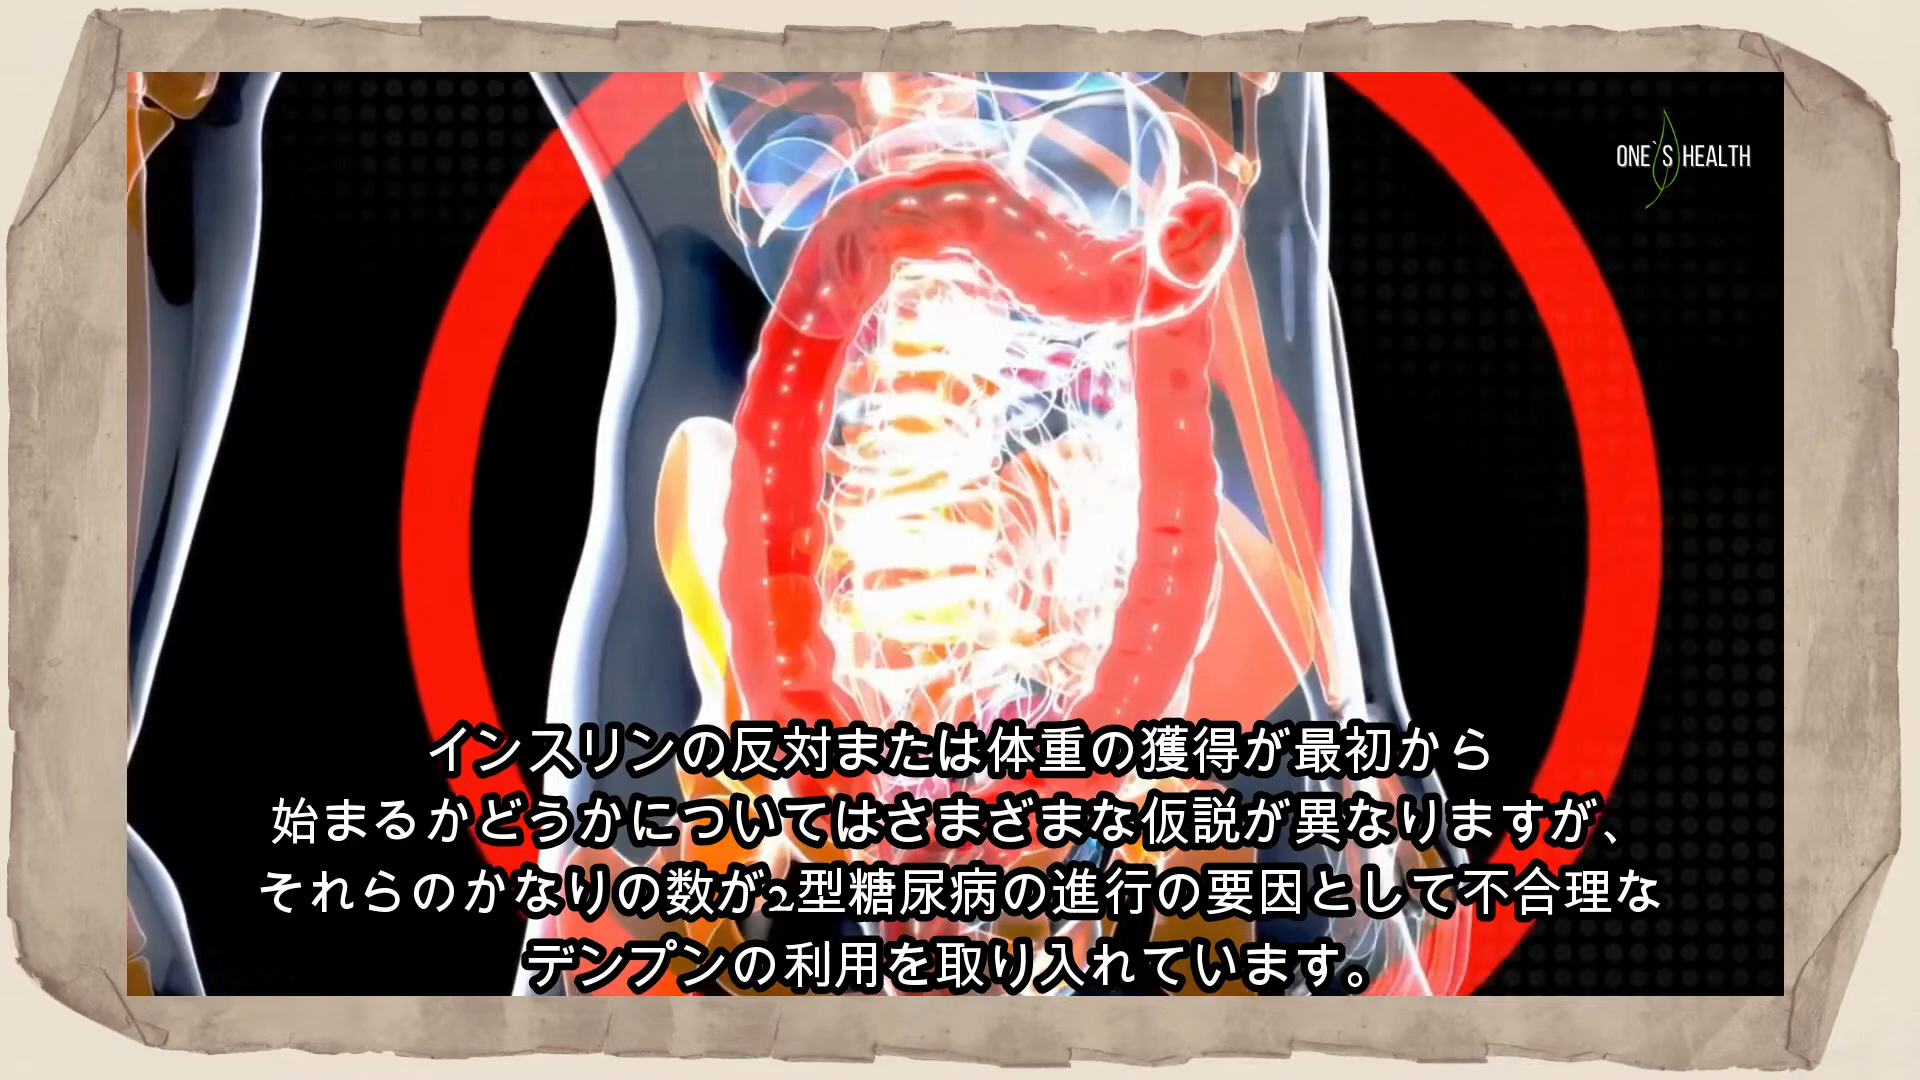 ONE`S HEALTH
インスリンの反対または体重の獲得が最初から
始まるかどうかについてはさまざまな仮説が異なりますが、
それらのかなりの数が2型糖尿病の進行の要因として不合理な
デンプンの利用を取り入れています。